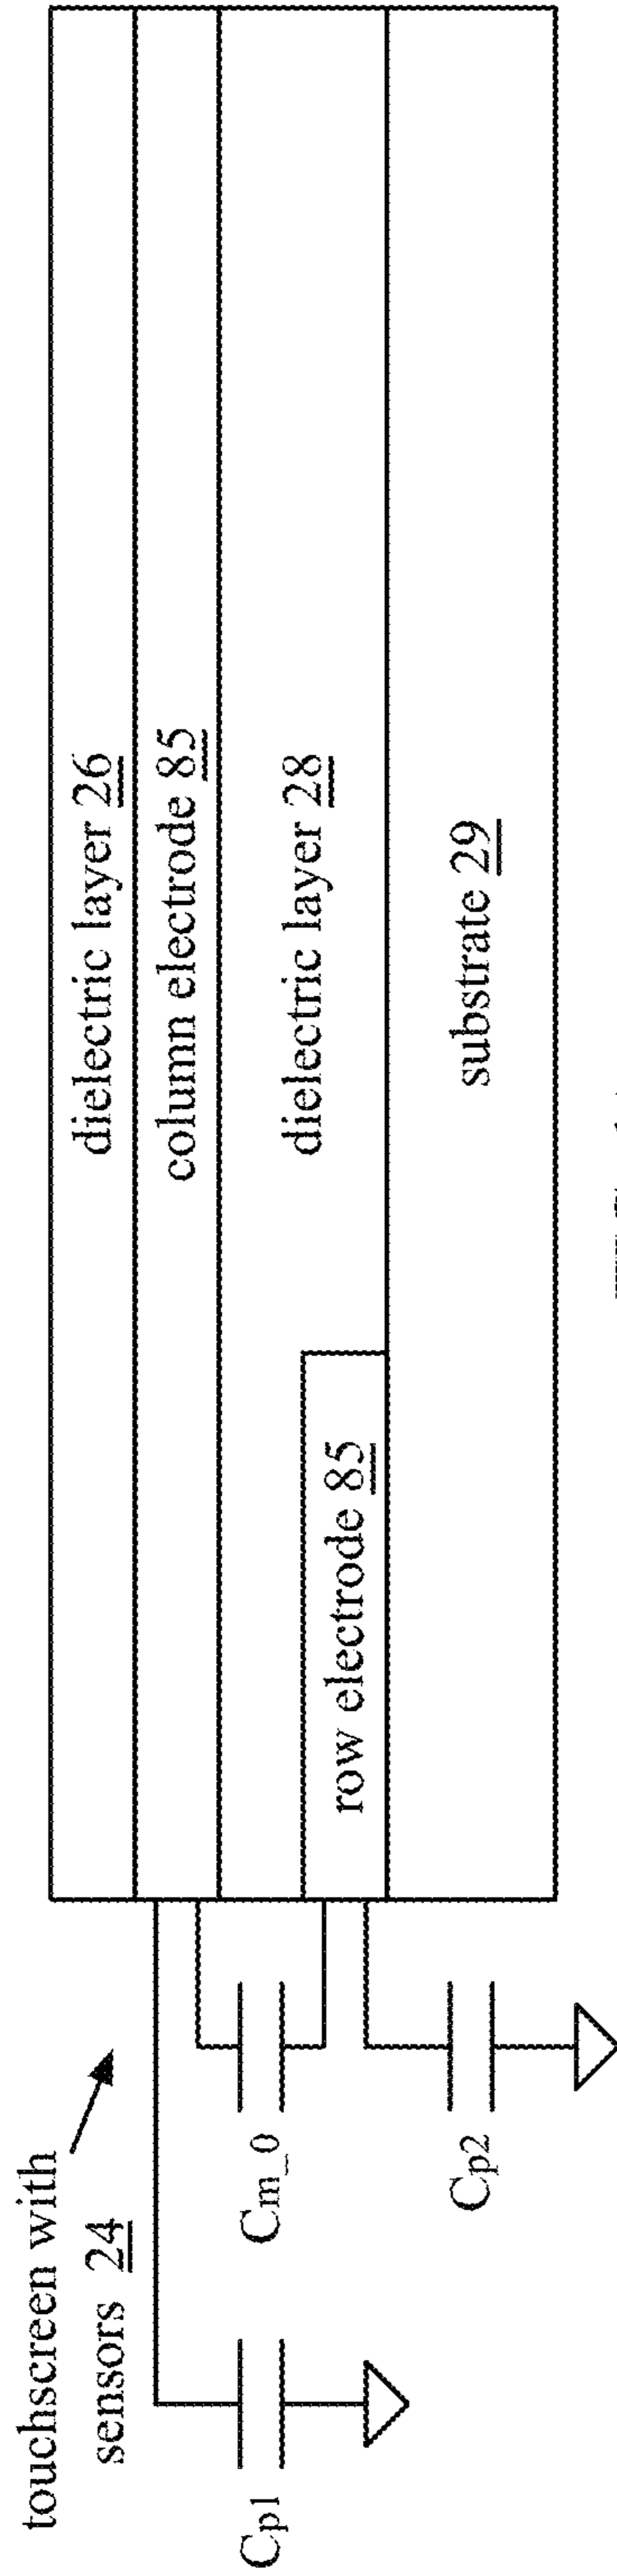 touchscreen with
sensors 24
dielectric layer 26
column electrode 85
dielectric layer 28
row electrode 85
substrate 29
Cp1
Cm_0
Cp2